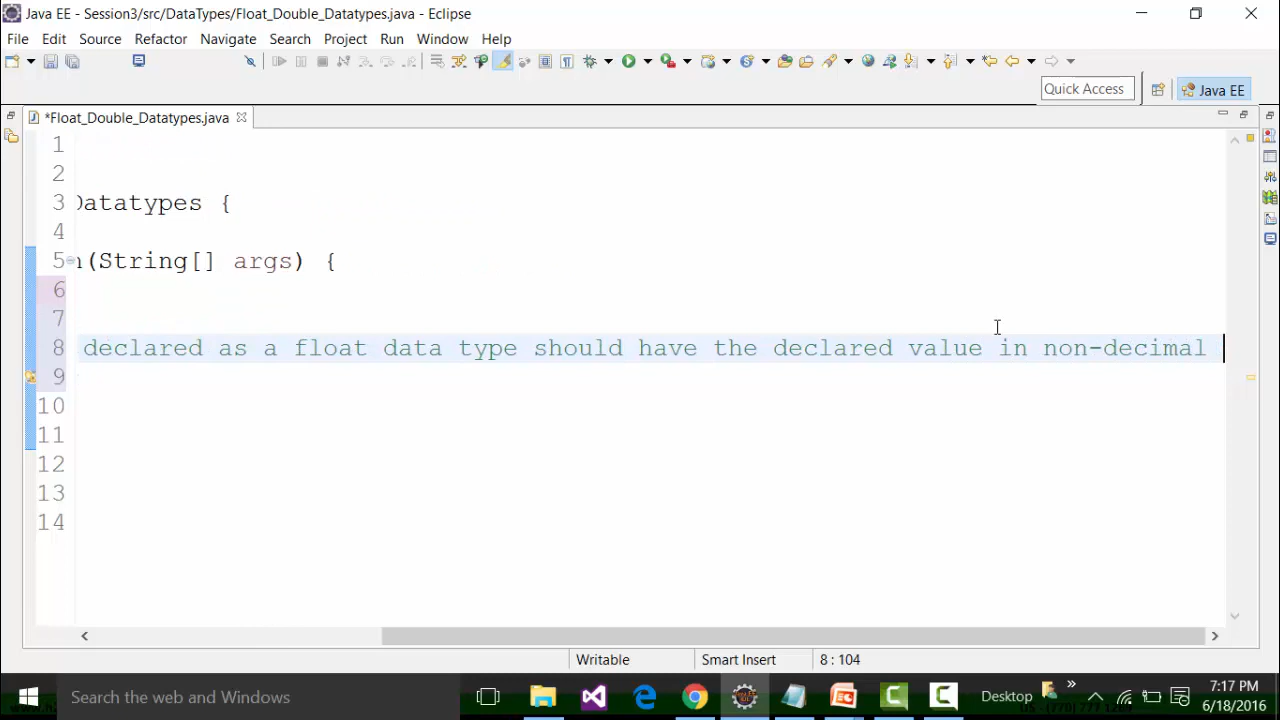 Java EE - Session3/src/DataTypes/Float_Double_Datatypes.java - Eclipse
File Edit Source Refactor Navigate Search Project Run Window Help
Quick Access
Java EE
*Float_Double_Datatypes.java
1
2
3 Datatypes {
4
5 n(String[] args) {
6
7
8 declared as a float data type should have the declared value in non-decimal
9
10
11
12
13
14
Writable Smart Insert 8 : 104
Search the web and Windows
Desktop
7:17 PM
6/18/2016